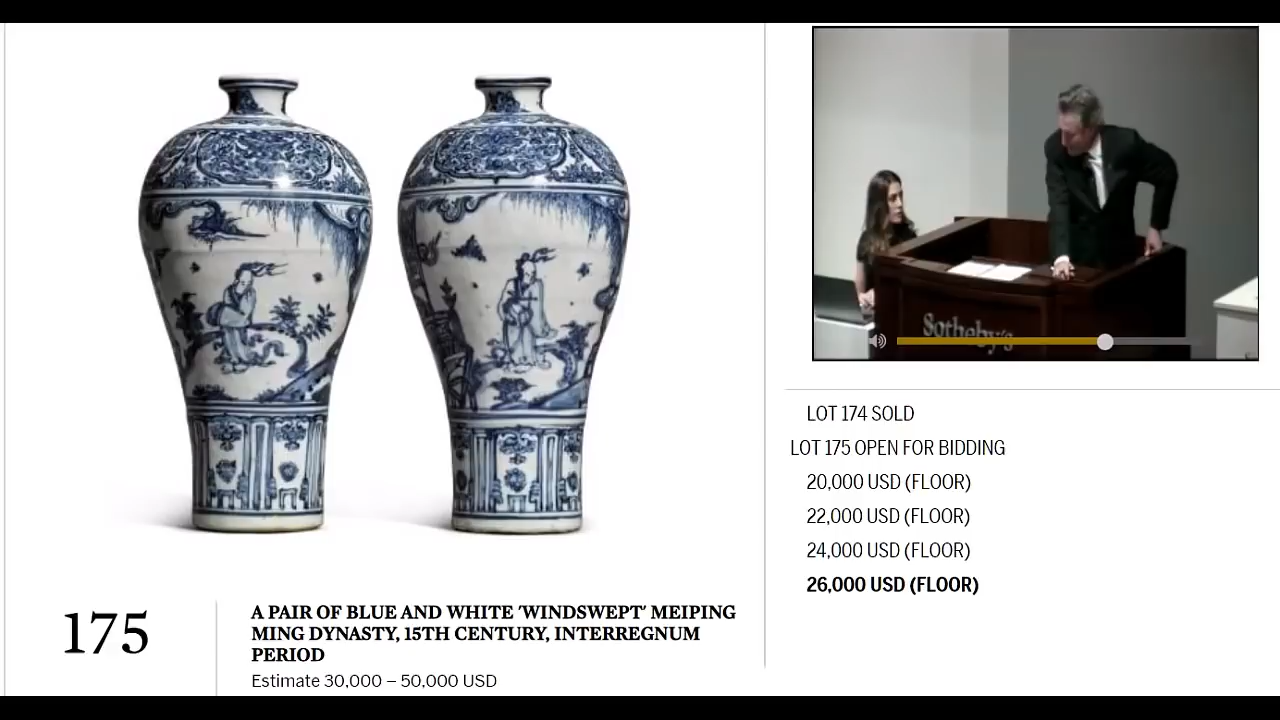 175
A PAIR OF BLUE AND WHITE 'WINDSWEPT' MEIPING
MING DYNASTY, 15TH CENTURY, INTERREGNUM
PERIOD
Estimate 30,000 – 50,000 USD
Sotheby's
LOT 174 SOLD
LOT 175 OPEN FOR BIDDING
20,000 USD (FLOOR)
22,000 USD (FLOOR)
24,000 USD (FLOOR)
26,000 USD (FLOOR)